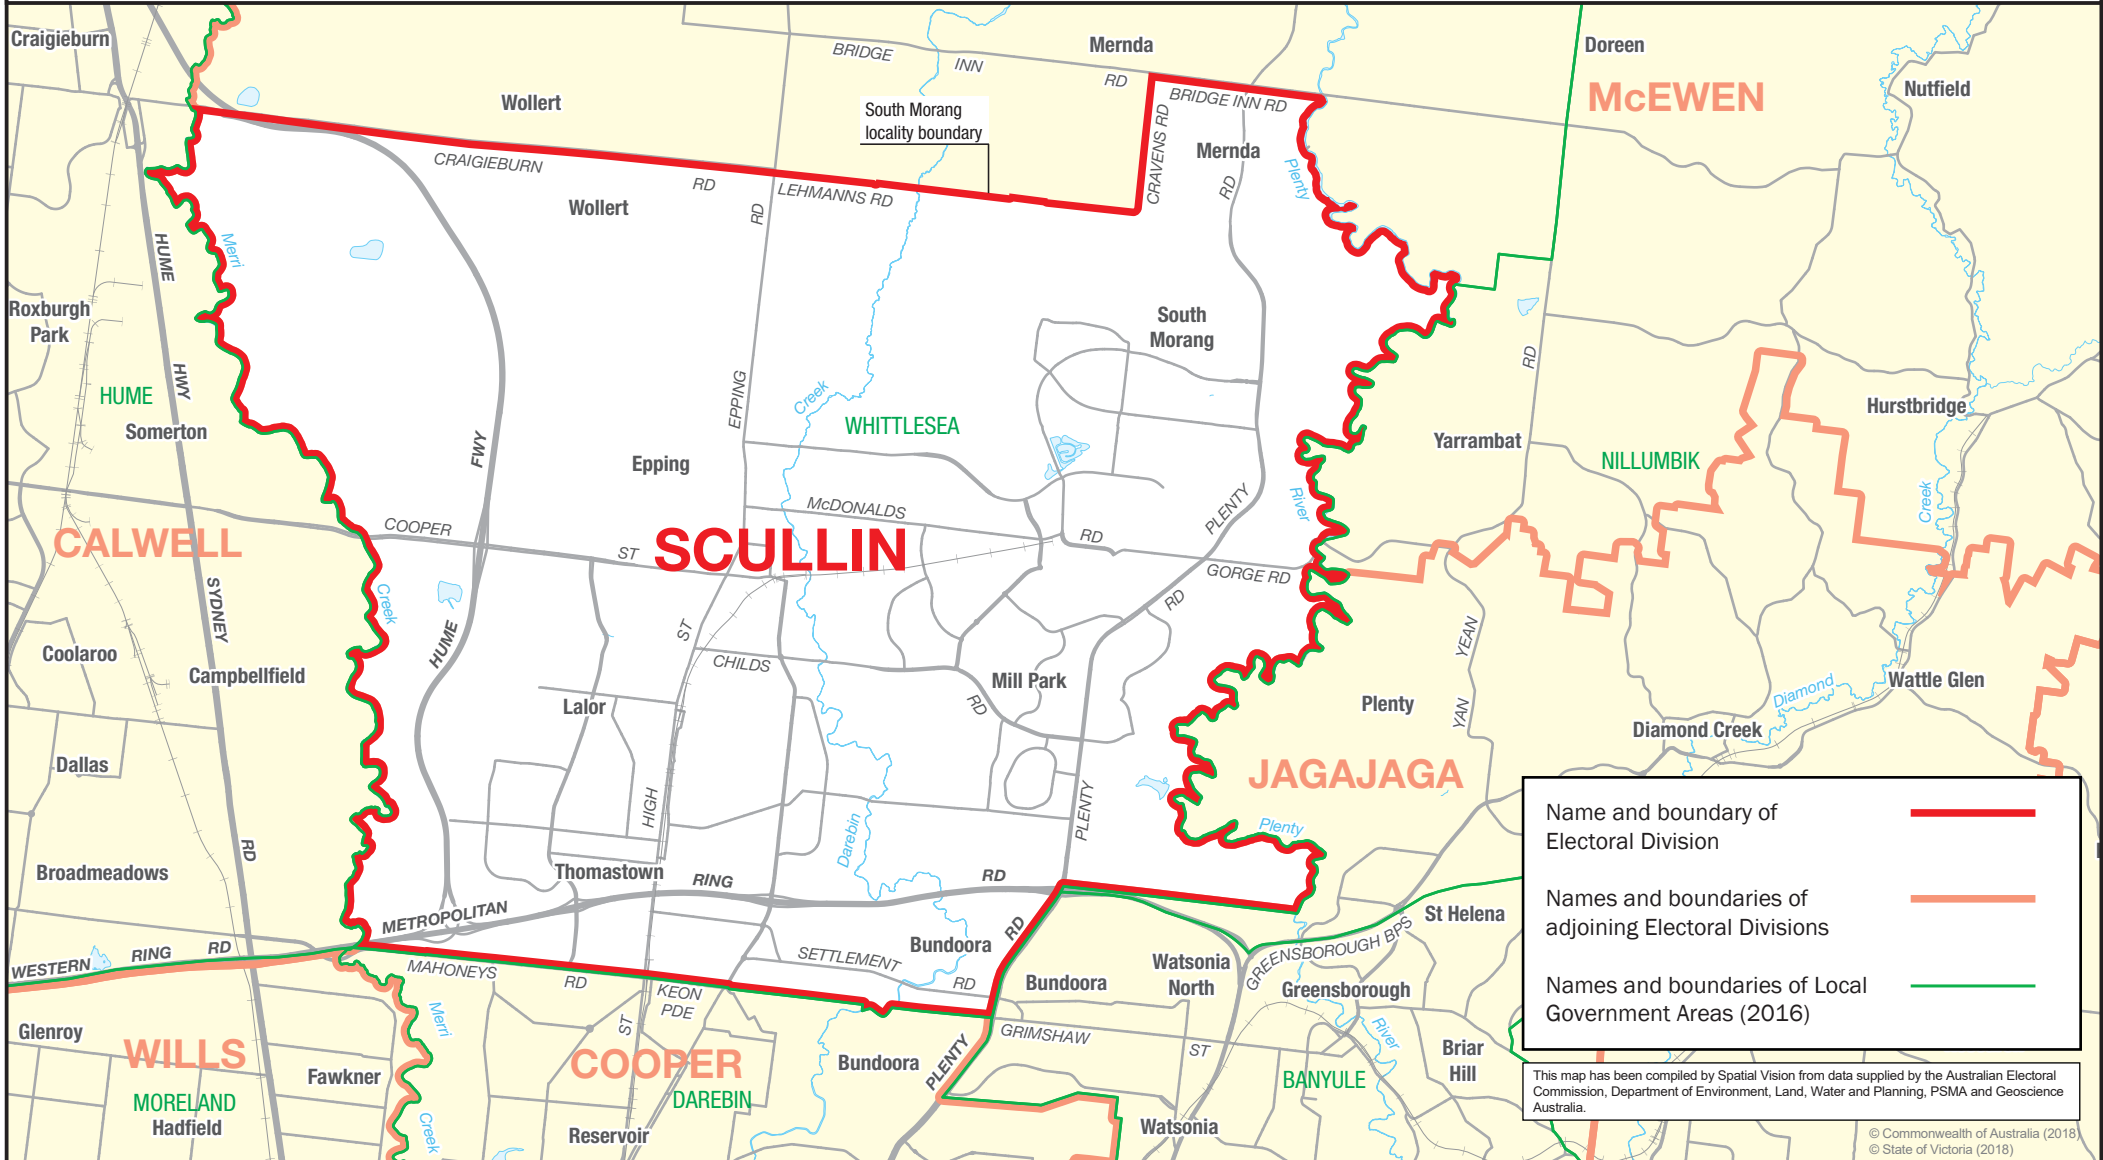 Craigieburn
BRIDGE
INN
RD
Mernda
Doreen
McEWEN
Nutfield
Wollert
South Morang
locality boundary
BRIDGE INN RD
CRAVENS RD
Mernda
RD
Plenty
CRAIGIEBURN
RD
LEHMANNS RD
RD
Wollert
HUME
Merri
Roxburgh
Park
South
Morang
RD
HWY
HUME
Somerton
EPPING
Creek
WHITTLESEA
Hurstbridge
Yarrambat
NILLUMBIK
FWY
Epping
McDONALDS
RD
PLENTY
River
Creek
COOPER
ST
CALWELL
SCULLIN
GORGE RD
RD
SYDNEY
Creek
HUME
ST
CHILDS
RD
Mill Park
YEAN
YAN
Coolaroo
Campbellfield
Lalor
Plenty
Wattle Glen
Diamond
Diamond Creek
Dallas
JAGAJAGA
HIGH
PLENTY
Darebin
Plenty
RD
Broadmeadows
Thomastown
RING
RD
METROPOLITAN
RD
St Helena
GREENSBOROUGH BPS
WESTERN
RING
RD
MAHONEYS
RD
KEON
PDE
SETTLEMENT
RD
Bundoora
Bundoora
Watsonia
North
Greensborough
Glenroy
WILLS
Merri
ST
COOPER
Bundoora
PLENTY
GRIMSHAW
ST
River
Briar
Hill
Fawkner
MORELAND
Hadfield
Creek
DAREBIN
Reservoir
BANYULE
Watsonia
Name and boundary of
Electoral Division
Names and boundaries of
adjoining Electoral Divisions
Names and boundaries of Local
Government Areas (2016)
This map has been compiled by Spatial Vision from data supplied by the Australian Electoral
Commission, Department of Environment, Land, Water and Planning, PSMA and Geoscience
Australia.
© Commonwealth of Australia (2018)
© State of Victoria (2018)